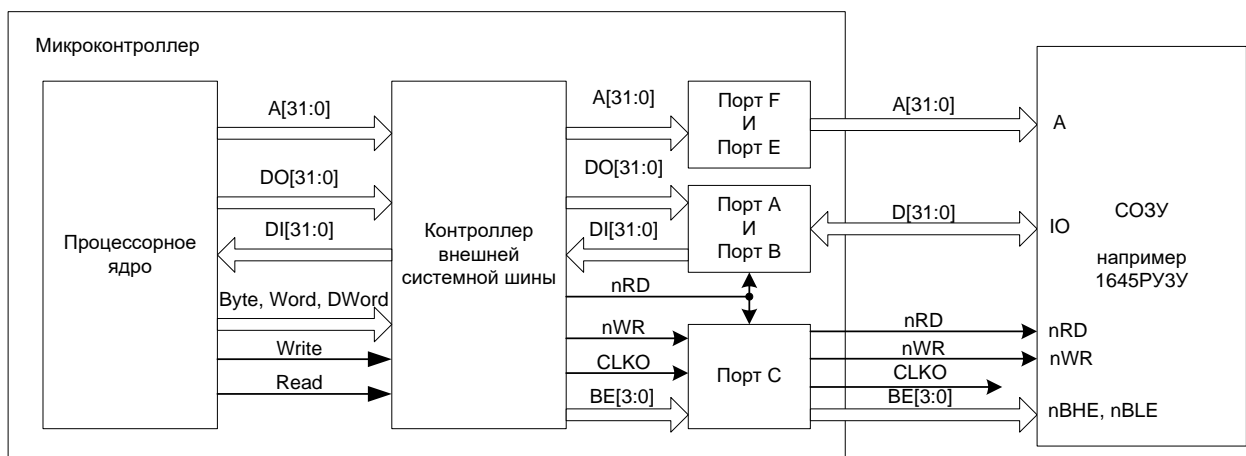 Микроконтроллер
Процессорное
ядро
A[31:0]
DO[31:0]
DI[31:0]
Byte, Word, DWord
Write
Read
Контроллер
внешней
системной шины
A[31:0]
DO[31:0]
DI[31:0]
nRD
nWR
CLKO
BE[3:0]
Порт F
И
Порт E
Порт A
И
Порт B
Порт C
A[31:0]
D[31:0]
nRD
nWR
CLKO
BE[3:0]
A
IO
СОЗУ
например
1645РУ3У
nRD
nWR
nBHE, nBLE